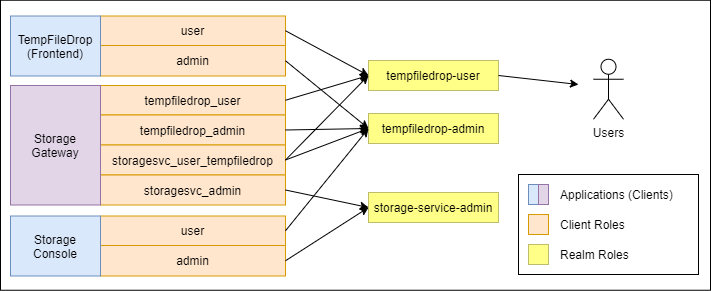 TempFileDrop
(Frontend)
user
admin
Storage
Gateway
tempfiledrop_user
tempfiledrop_admin
storagesvc_user_tempfiledrop
storagesvc_admin
Storage
Console
user
admin
tempfiledrop-user
tempfiledrop-admin
storage-service-admin
Users
Applications (Clients)
Client Roles
Realm Roles